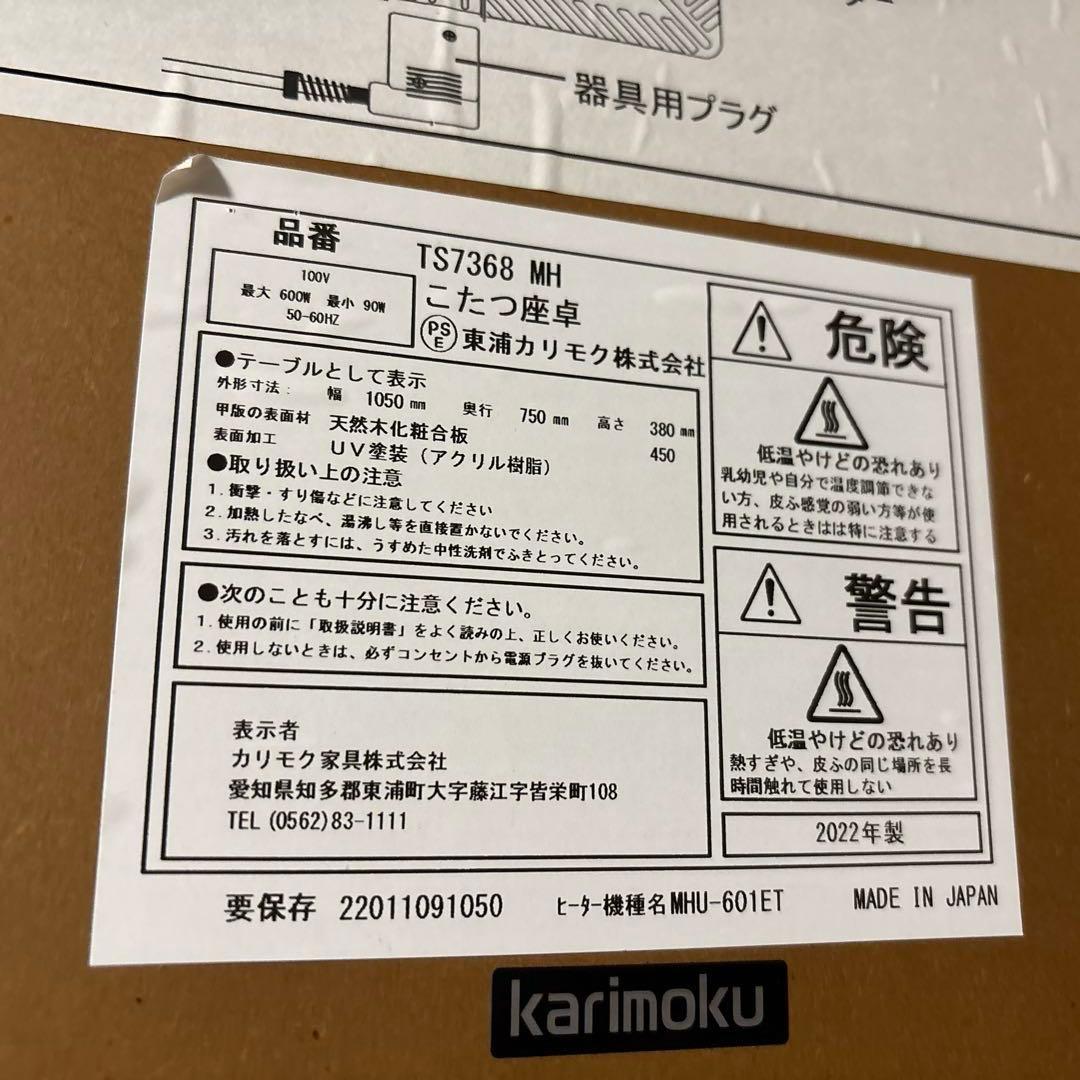 器具用プラグ
品番 TS7368 MH
100V
最大 600W 最小 90W
50-60HZ
こたつ座卓
PSE 東浦カリモク株式会社
●テーブルとして表示
外形寸法: 幅 1050 mm 奥行 750 mm 高さ 380 mm
450
甲版の表面材 天然木化粧合板
表面加工 UV塗装(アクリル樹脂)
●取り扱い上の注意
1.衝撃・すり傷などに注意してください
2.加熱したなべ、湯沸し等を直接置かないでください。
3.汚れを落とすには、うすめた中性洗剤でふきとってください。
●次のことも十分に注意ください。
1.使用の前に「取扱説明書」をよく読みの上、正しくお使いください。
2.使用しないときは、必ずコンセントから電源プラグを抜いてください。
表示者
カリモク家具株式会社
愛知県知多郡東浦町大字藤江字皆栄町108
TEL (0562)83-1111
危険
低温やけどの恐れあり
乳幼児や自分で温度調節できな
い方、皮ふ感覚の弱い方等が使
用されるときはは特に注意する
警告
低温やけどの恐れあり
熱すぎや、皮ふの同じ場所を長
時間触れて使用しない
2022年製
要保存 22011091050 ﾋｰﾀｰ機種名MHU-601ET MADE IN JAPAN
karimoku